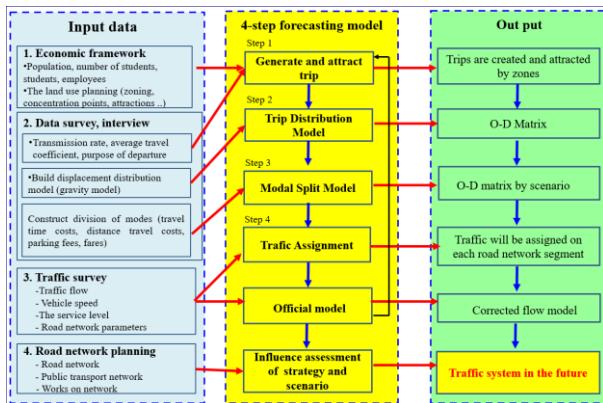 Input data
1. Economic framework
•Population, number of students,
students, employees
•The land use planning (zoning,
concentration points, attractions ..)
2. Data survey, interview
•Transmission rate, average travel
coefficient, purpose of departure
•Build displacement distribution
model (gravity model)
Construct division of modes (travel
time costs, distance travel costs,
parking fees, fares)
3. Traffic survey
-Traffic flow
- Vehicle speed
- The service level
- Road network parameters
4. Road network planning
- Road network
- Public transport network
- Works on network
4-step forecasting model
Step 1
Generate and attract
trip
Step 2
Trip Distribution
Model
Step 3
Modal Split Model
Step 4
Trafic Assignment
Official model
Influence assessment
of strategy and
scenario
Out put
Trips are created and attracted
by zones
O-D Matrix
O-D matrix by scenario
Traffic will be assigned on
each road network segment
Corrected flow model
Traffic system in the future